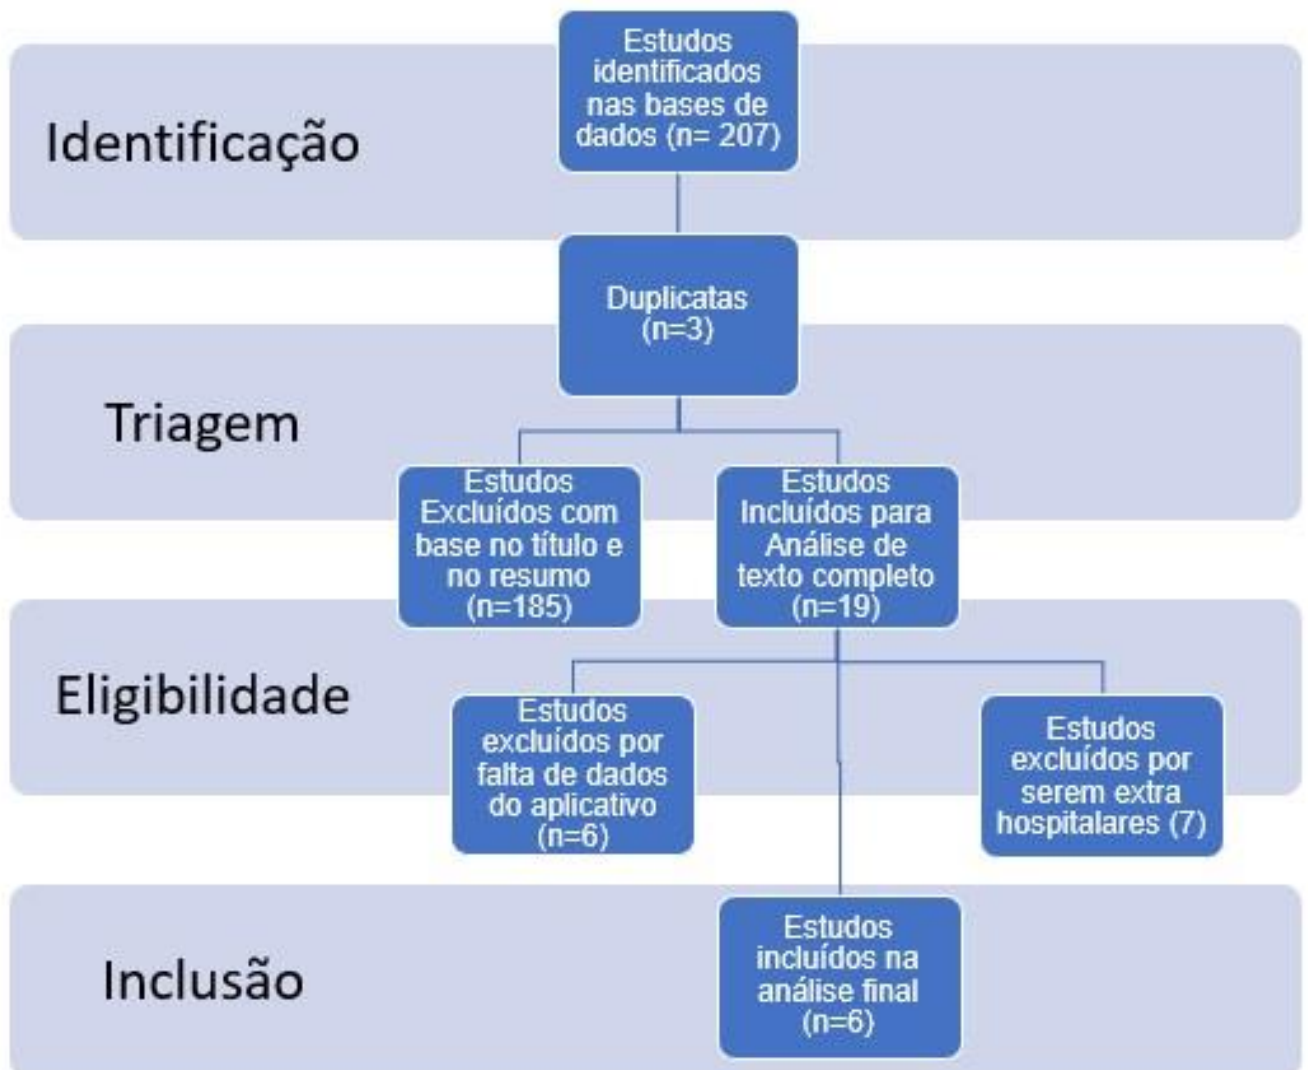 Identificação
Estudos
identificados
nas bases de
dados (n= 207)
Duplicatas
(n=3)
Triagem
Estudos
Excluídos com
base no título e
no resumo
(n=185)
Estudos
Incluídos para
Análise de
texto completo
(n=19)
Eligibilidade
Estudos
excluídos por
falta de dados
do aplicativo
(n=6)
Estudos
excluídos por
serem extra
hospitalares (7)
Inclusão
Estudos
incluídos na
análise final
(n=6)